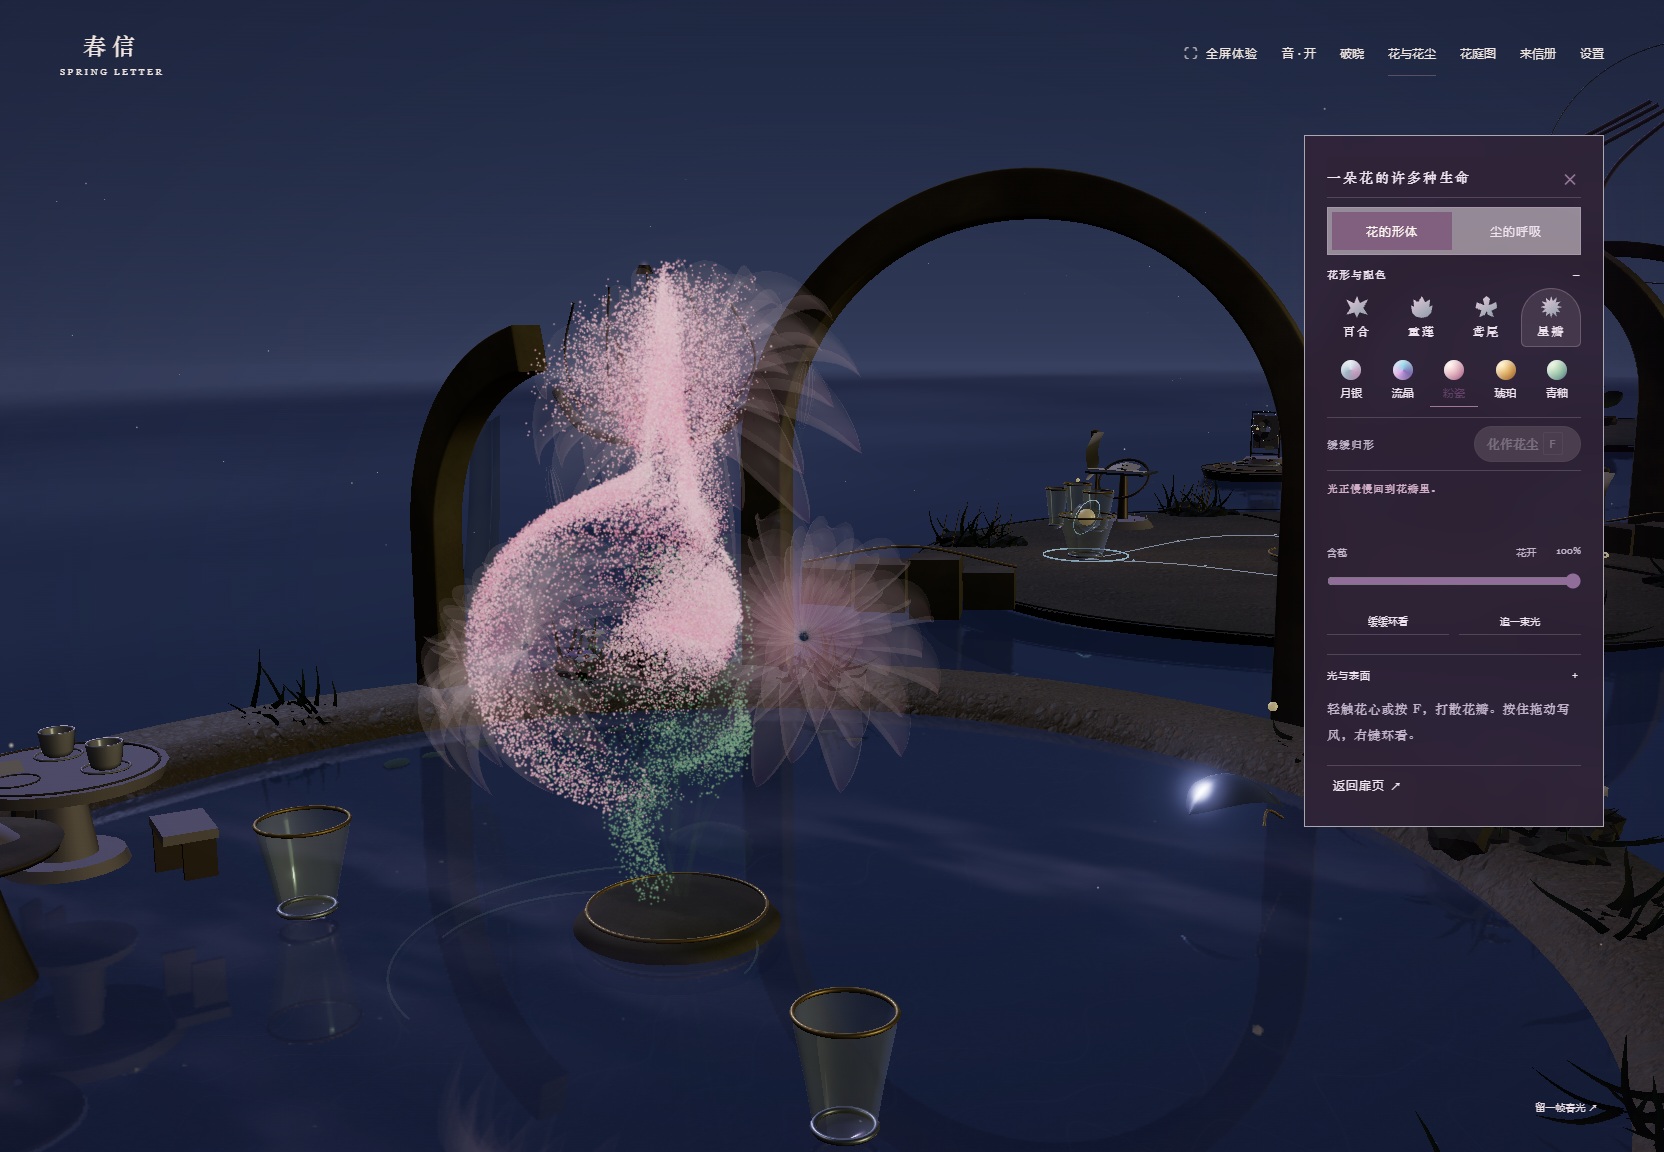 春信
SPRING LETTER
全屏体验 音·开 破晓 花与花尘 花庭图 来信册 设置
一朵花的许多种生命
花的形体 尘的呼吸
花形与配色
百合 重莲 鸢尾 星瓣
月银 流晶 粉瓷 琥珀 青釉
缓缓归形 化作花尘 F
光正慢慢回到花瓣里。
含苞 花开 100%
缓缓环看 追一束光
光与表面 +
轻触花心或按 F，打散花瓣。按住拖动写
风，右键环看。
返回扉页 ↗
留一帧春光 ↗